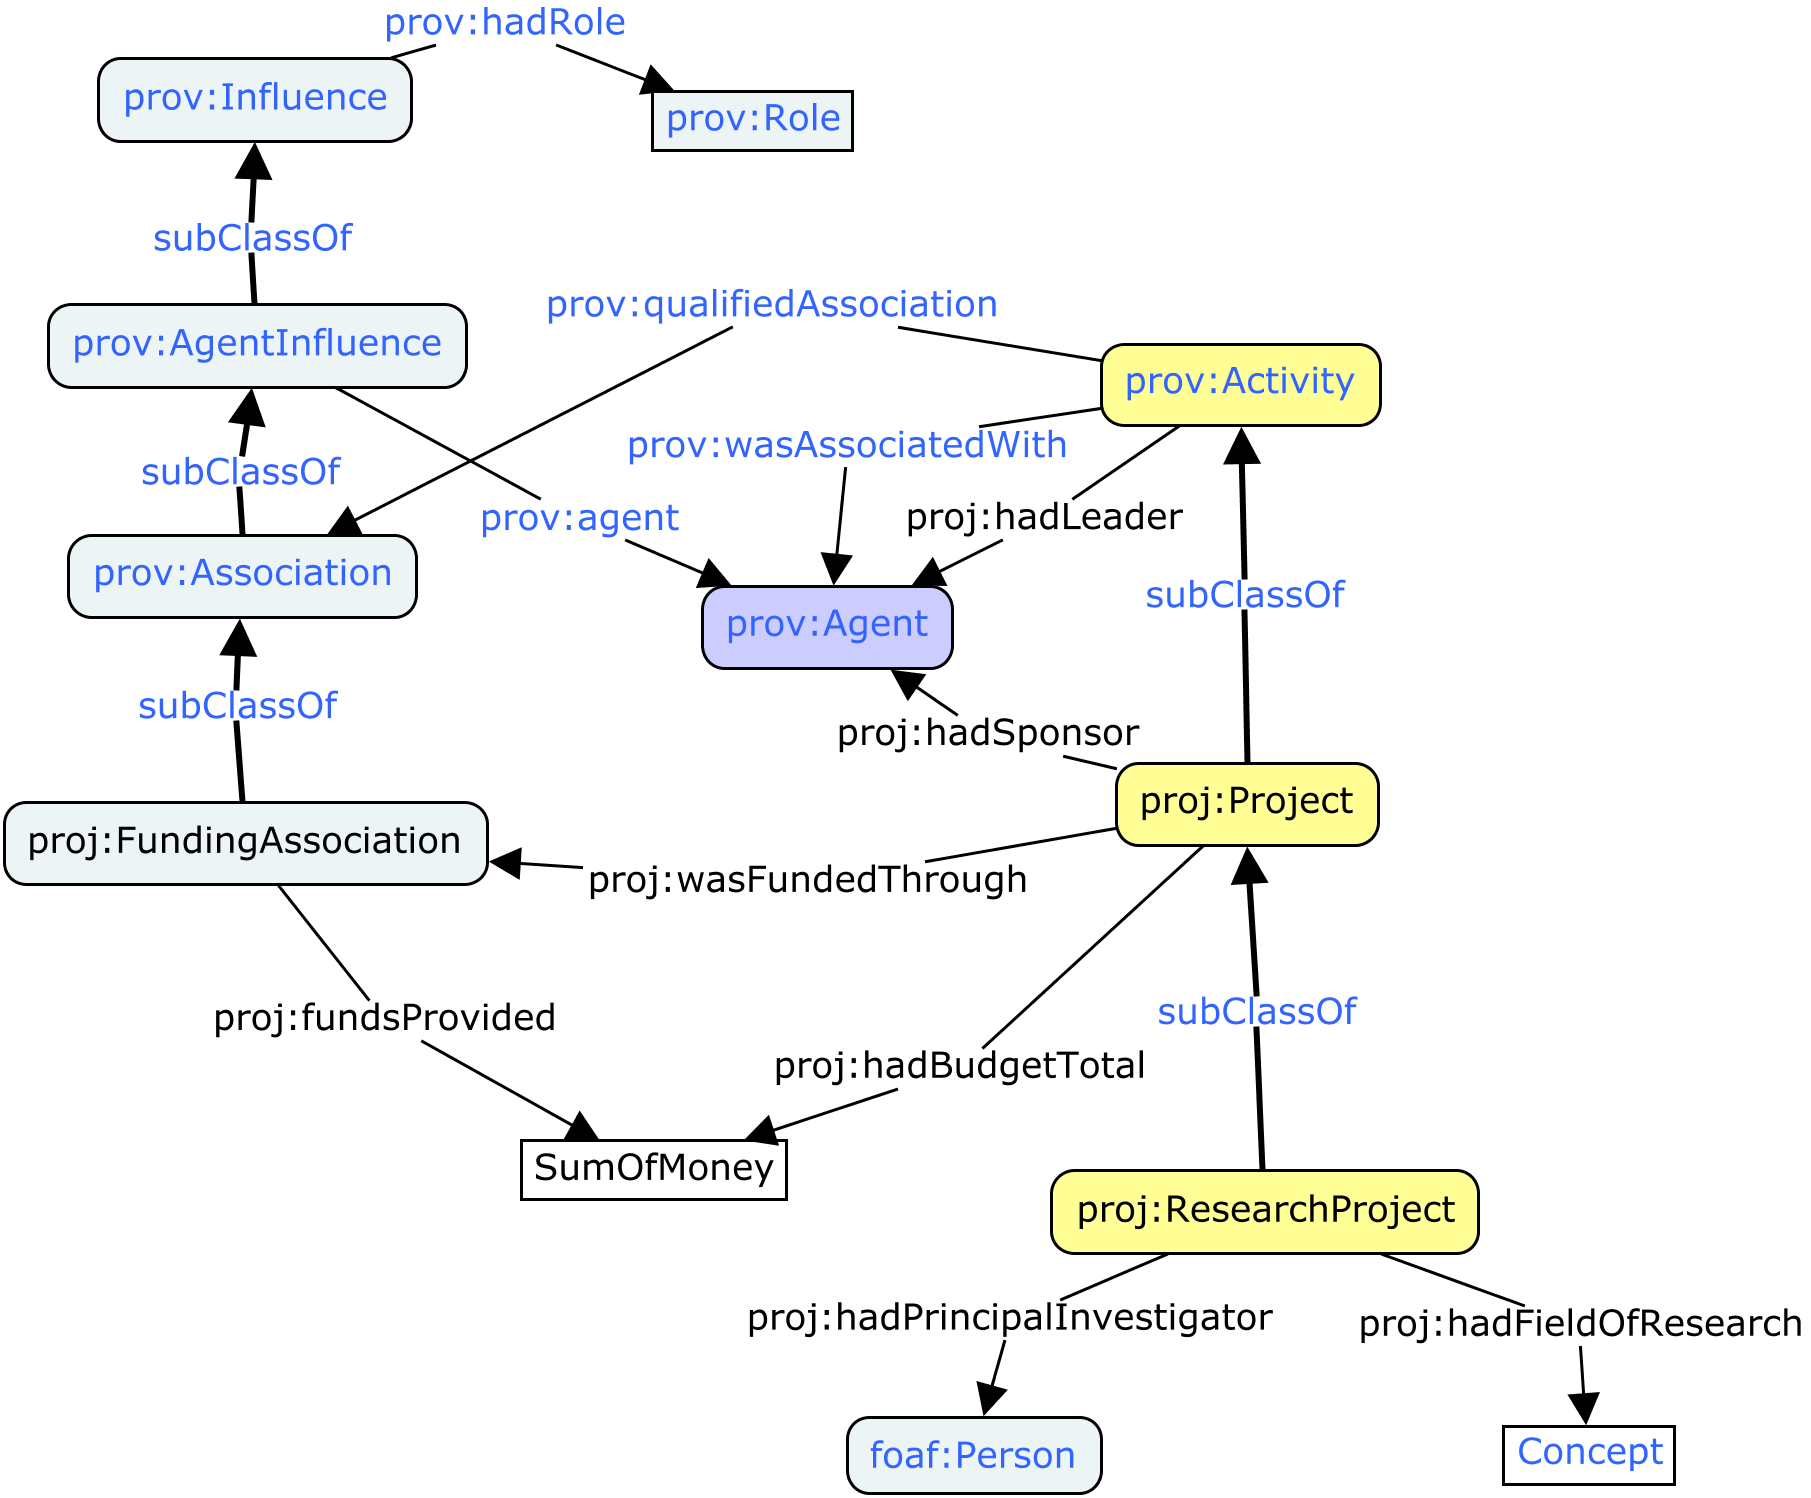 prov:hadRole
prov:Influence
prov:Role
subClassOf
prov:qualifiedAssociation
prov:AgentInfluence
prov:Activity
prov:wasAssociatedWith
subClassOf
prov:agent
proj:hadLeader
prov:Association
subClassOf
prov:Agent
subClassOf
proj:hadSponsor
proj:Project
proj:FundingAssociation
proj:wasFundedThrough
subClassOf
proj:fundsProvided
proj:hadBudgetTotal
SumOfMoney
proj:ResearchProject
proj:hadPrincipalInvestigator
proj:hadFieldOfResearch
foaf:Person
Concept